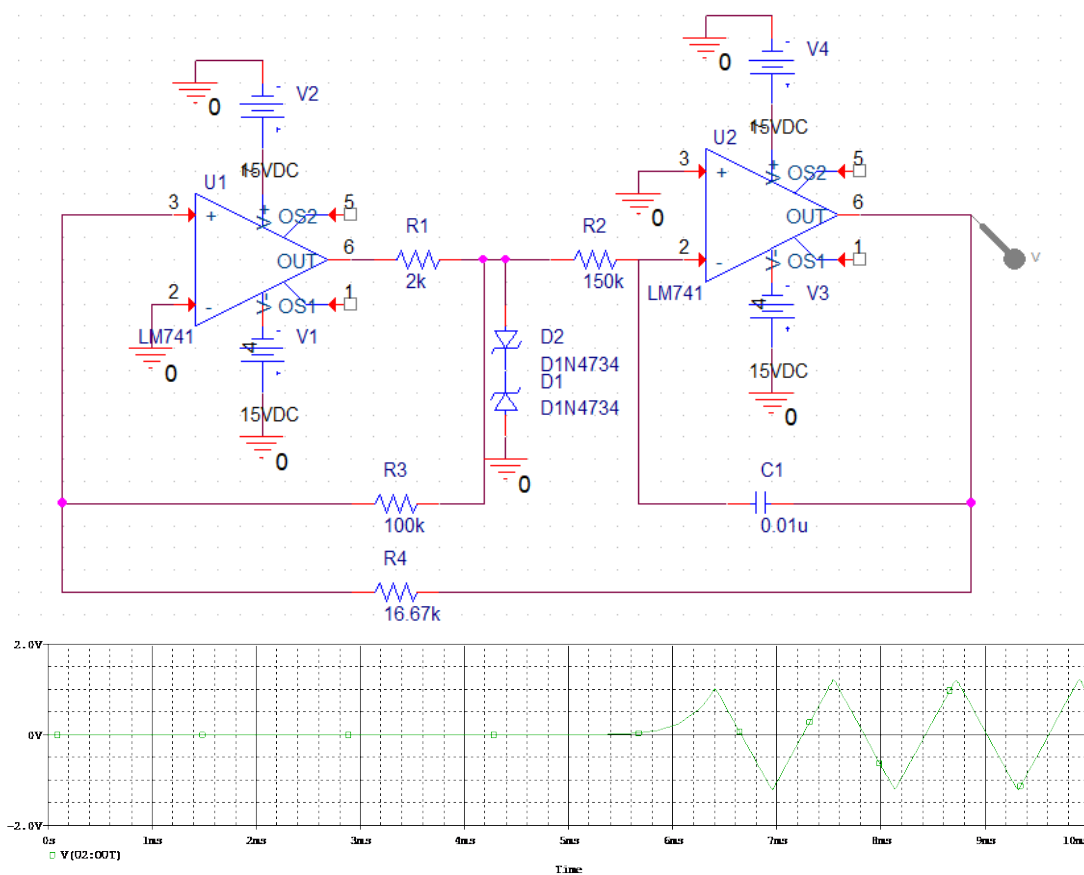 V4
0
V2
0
15VDC
U2
5
3
+
V+
OS2
15VDC
U1
5
0
OUT
6
3
+
V+
OS2
R1
R2
V
OUT
6
2k
150k
2
-
V-
OS1
1
LM741
V3
4
2
-
V-
OS1
1
LM741
V1
4
0
D2
D1N4734
D1
D1N4734
15VDC
0
15VDC
0
R3
100k
0
C1
0.01u
R4
16.67k
2.0V
0V
-2.0V
0s
1ms
2ms
3ms
4ms
5ms
6ms
7ms
8ms
9ms
V(U2:OUT)
Time